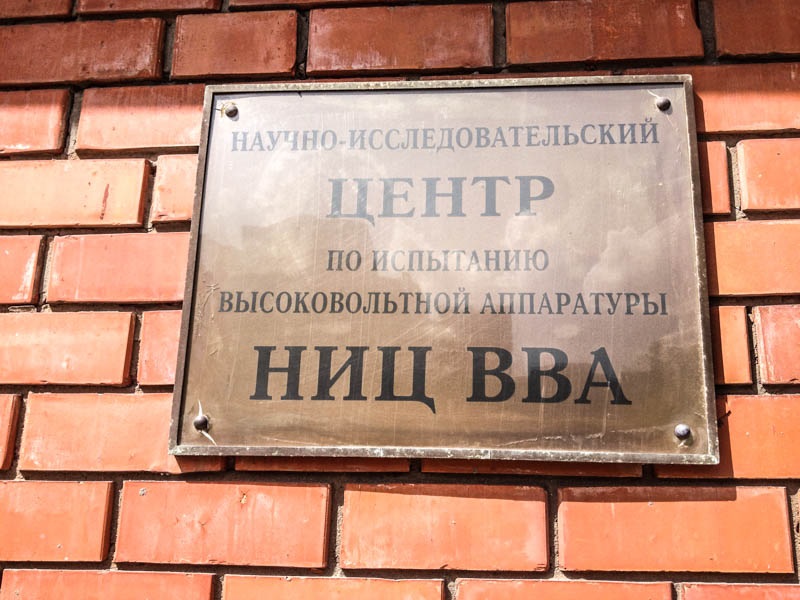 НАУЧНО-ИССЛЕДОВАТЕЛЬСКИЙ
ЦЕНТР
ПО ИСПЫТАНИЮ
ВЫСОКОВОЛЬТНОЙ АППАРАТУРЫ
НИЦ ВВА